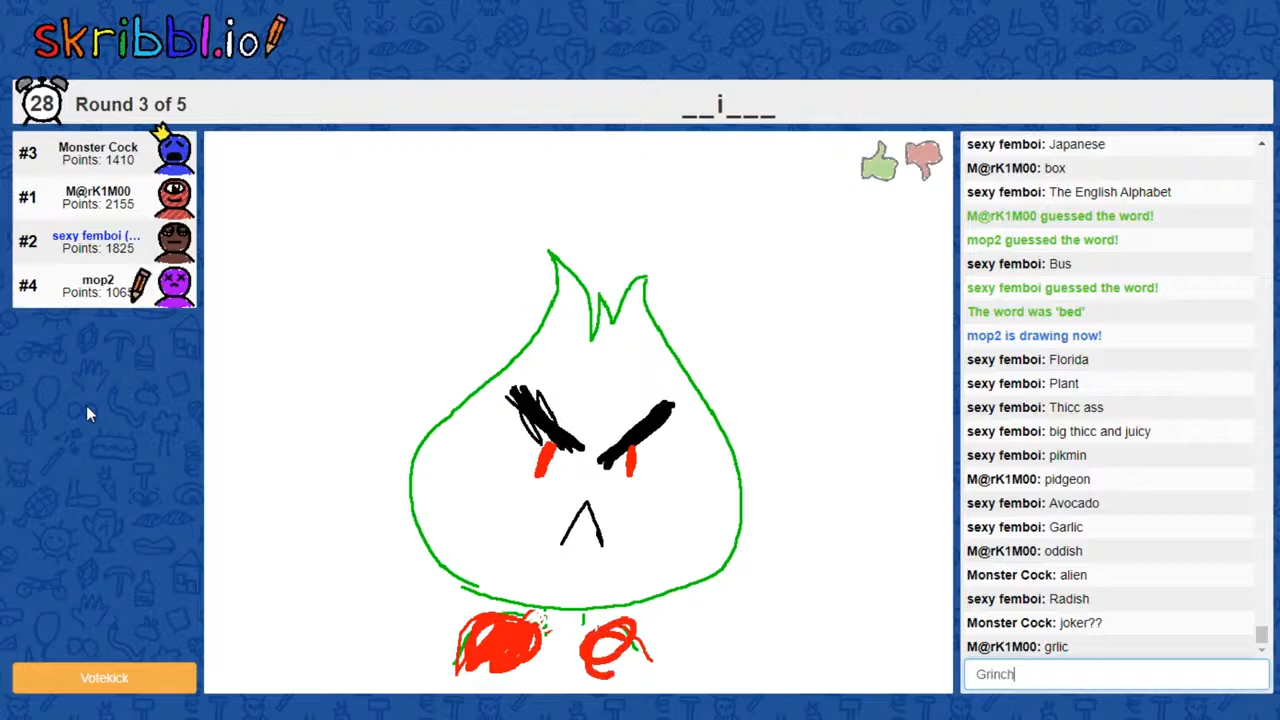 skribbl.io
28 Round 3 of 5 __i___
#3 Monster Cock
Points: 1410
#1 M@rK1M00
Points: 2155
#2 sexy femboi (...
Points: 1825
#4 mop2
Points: 1065
Votekick
sexy femboi: Japanese
M@rK1M00: box
sexy femboi: The English Alphabet
M@rK1M00 guessed the word!
mop2 guessed the word!
sexy femboi: Bus
sexy femboi guessed the word!
The word was 'bed'
mop2 is drawing now!
sexy femboi: Florida
sexy femboi: Plant
sexy femboi: Thicc ass
sexy femboi: big thicc and juicy
sexy femboi: pikmin
M@rK1M00: pidgeon
sexy femboi: Avocado
sexy femboi: Garlic
M@rK1M00: oddish
Monster Cock: alien
sexy femboi: Radish
Monster Cock: joker??
M@rK1M00: grlic
Grinch